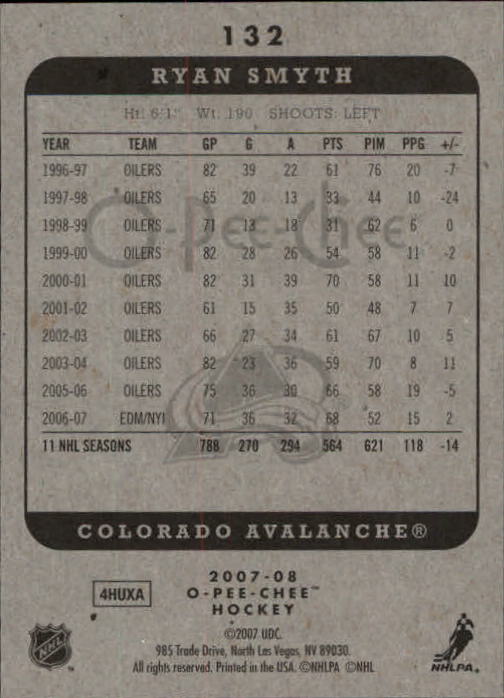 132
RYAN SMYTH
Ht: 6'1" Wt: 190 SHOOTS: LEFT
YEAR TEAM GP G A PTS PIM PPG +/-
1996-97 OILERS 82 39 22 61 76 20 -7
1997-98 OILERS 65 20 13 33 44 10 -24
1998-99 OILERS 71 13 18 31 62 6 0
1999-00 OILERS 82 28 26 54 58 11 -2
2000-01 OILERS 82 31 39 70 58 11 10
2001-02 OILERS 61 15 35 50 48 7 7
2002-03 OILERS 66 27 34 61 67 10 5
2003-04 OILERS 82 23 36 59 70 8 11
2005-06 OILERS 75 36 30 66 58 19 -5
2006-07 EDM/NYI 71 36 32 68 52 15 2
11 NHL SEASONS 788 270 294 564 621 118 -14
O-Pee-Chee
COLORADO AVALANCHE®
4HUXA
2007-08
O-PEE-CHEE™
HOCKEY
©2007 UDC.
985 Trade Drive, North Las Vegas, NV 89030.
All rights reserved. Printed in the USA. ©NHLPA ©NHL
NHL
NHLPA